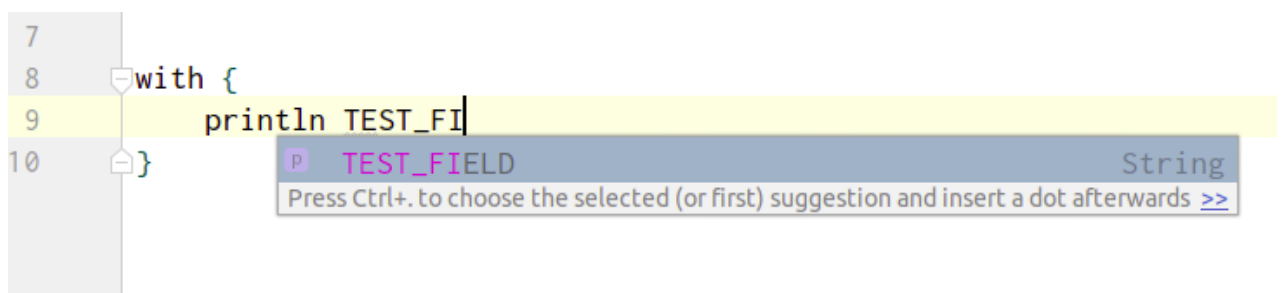 7
8 with {
9 println TEST_FI
10 }
P TEST_FIELD String
Press Ctrl+. to choose the selected (or first) suggestion and insert a dot afterwards >>